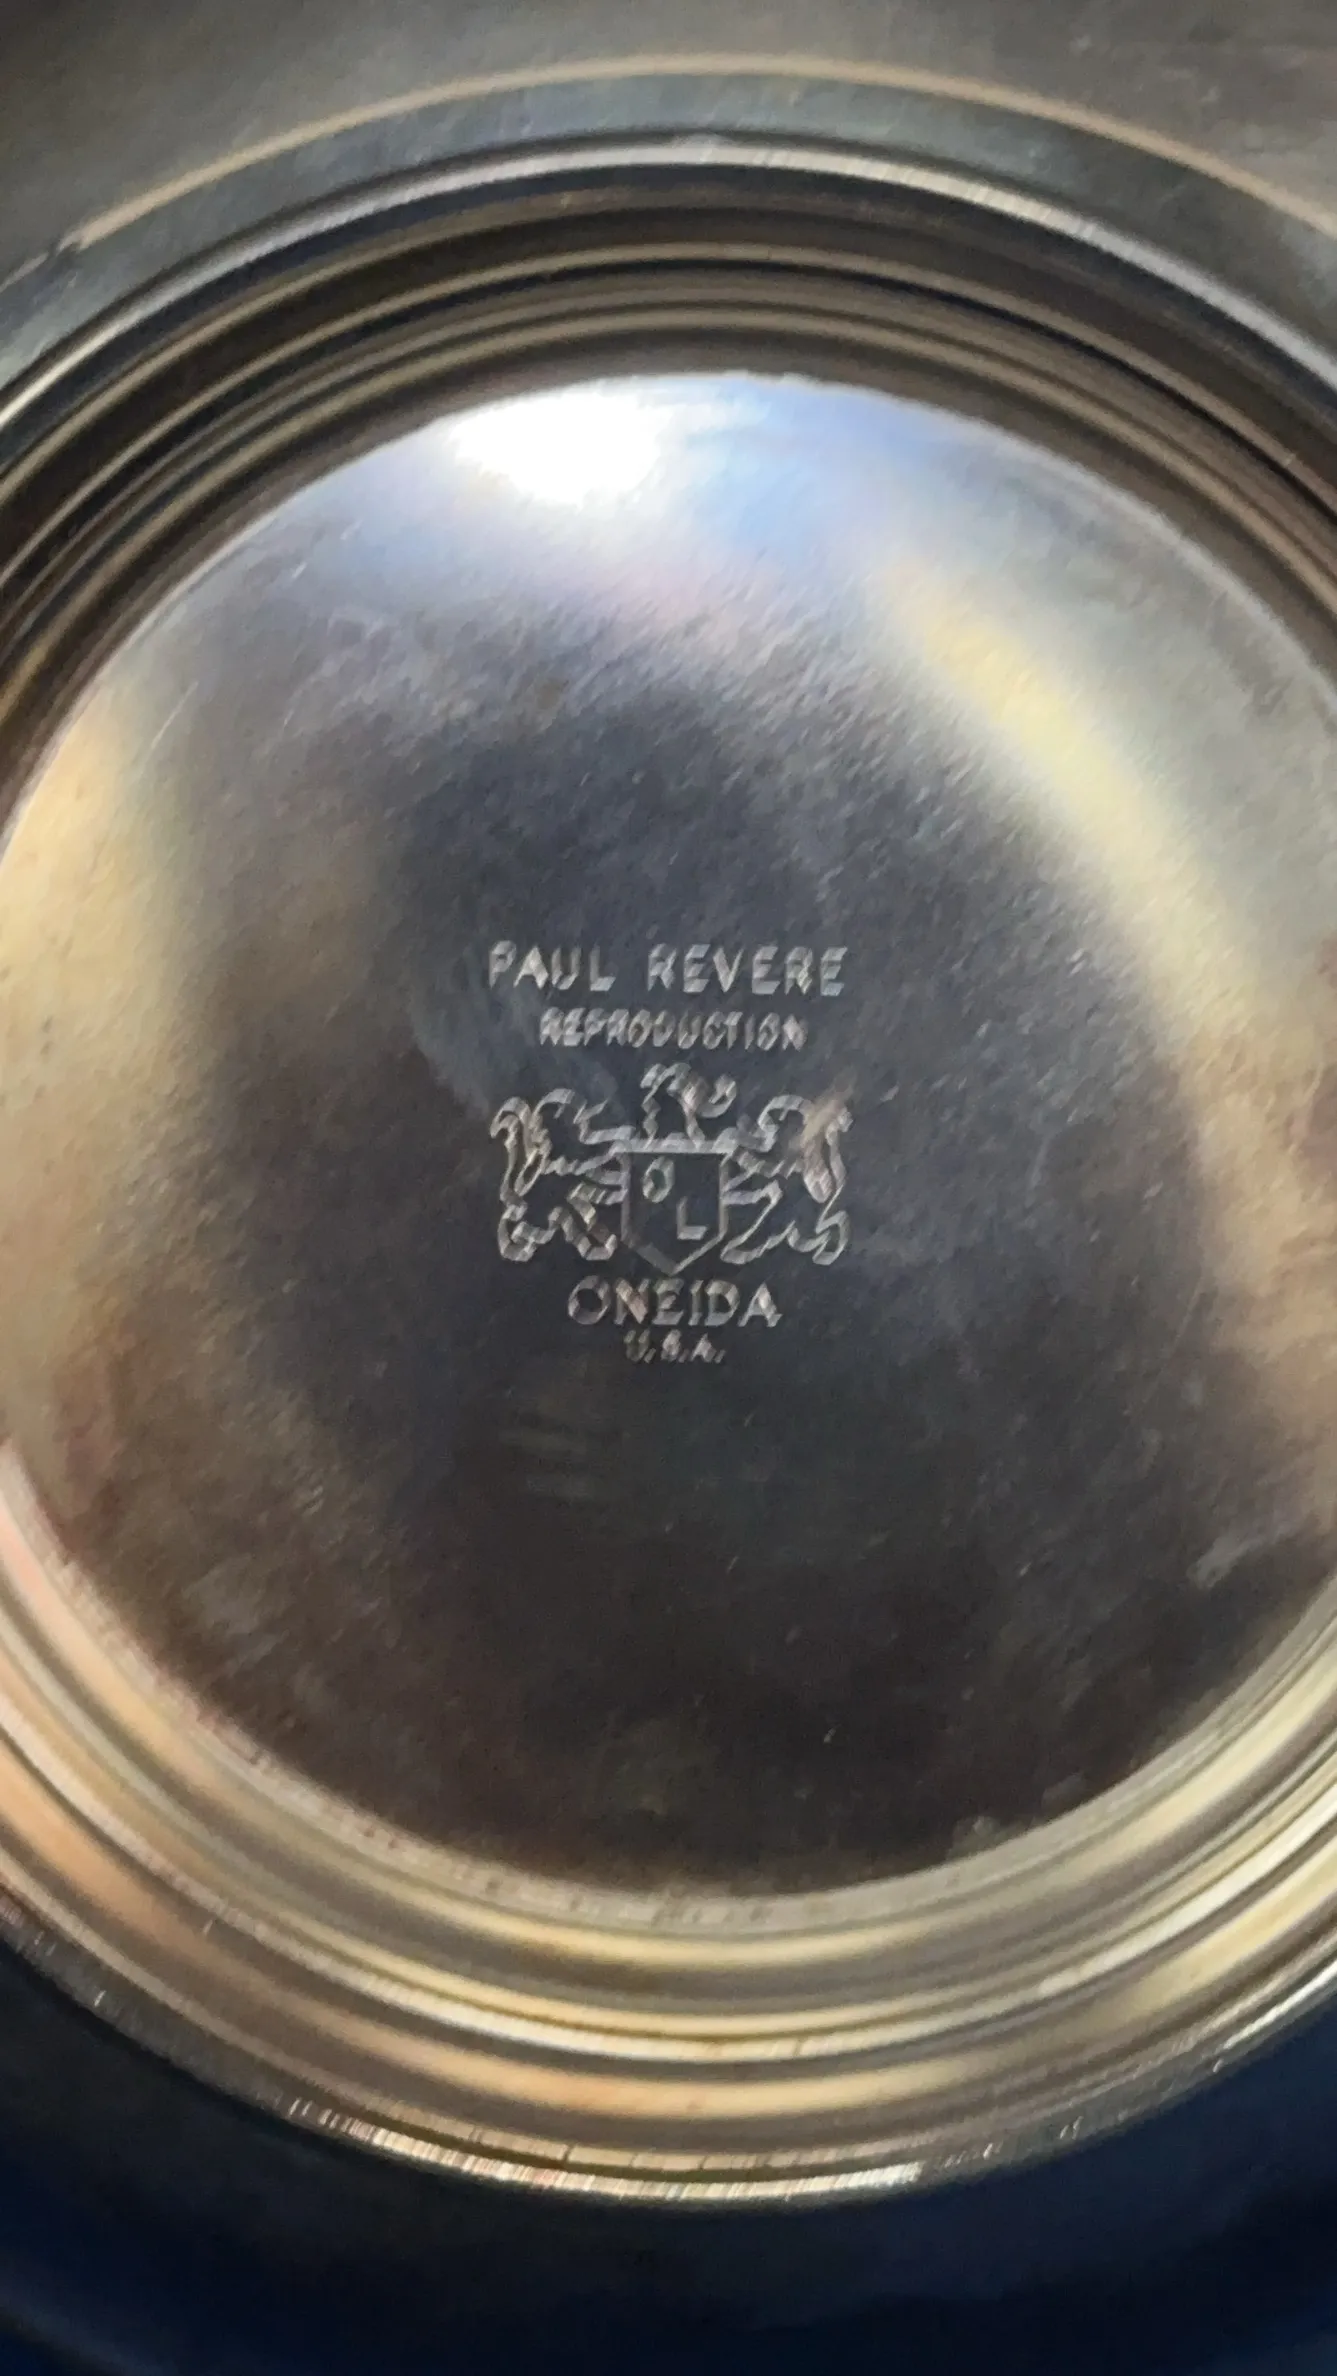 PAUL REVERE
REPRODUCTION
O
L
ONEIDA
U.S.A.